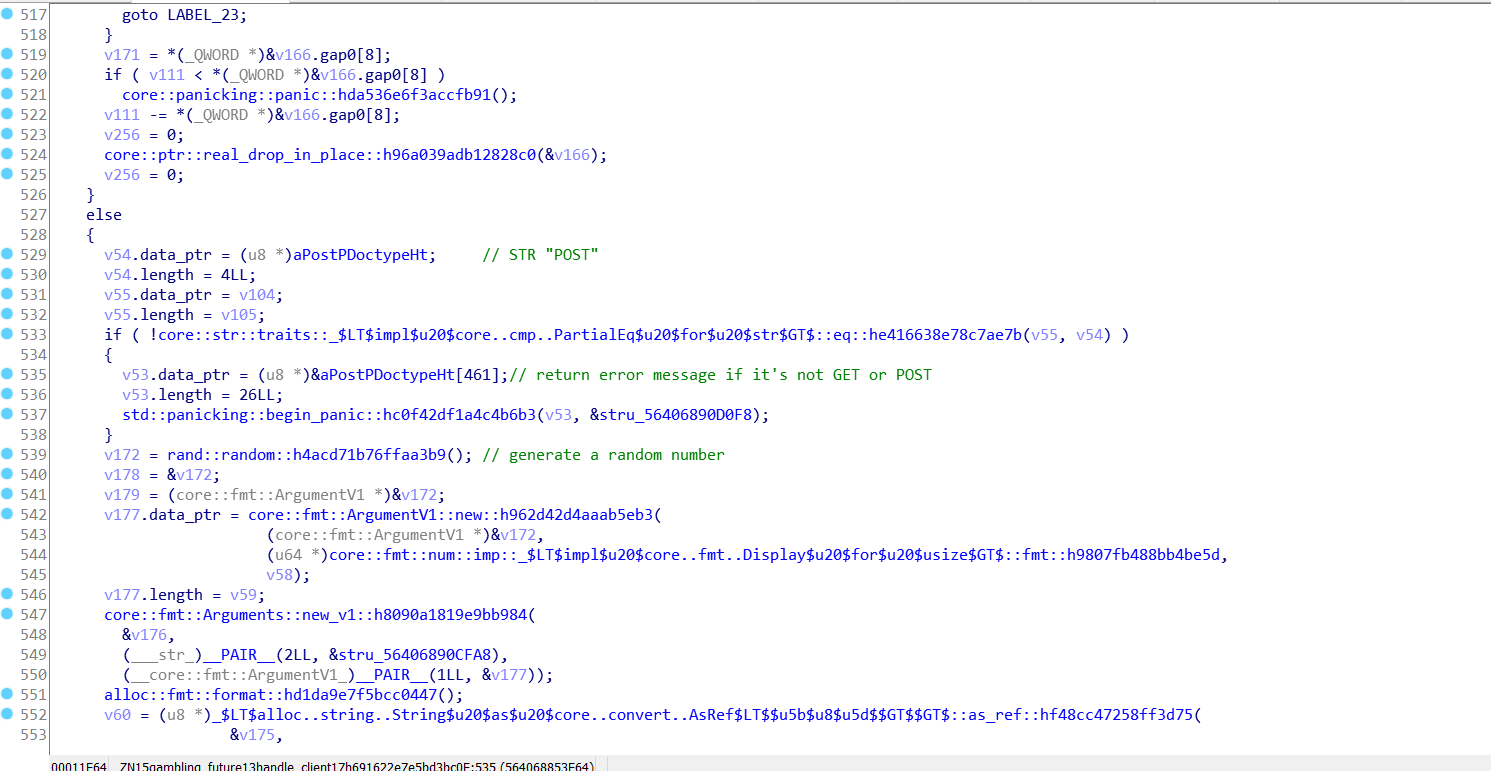 517 goto LABEL_23;
518 }
519 v171 = *(_QWORD *)&v166.gap0[8];
520 if ( v111 < *(_QWORD *)&v166.gap0[8] )
521 core::panicking::panic::hda536e6f3accfb91();
522 v111 -= *(_QWORD *)&v166.gap0[8];
523 v256 = 0;
524 core::ptr::real_drop_in_place::h96a039adb12828c0(&v166);
525 v256 = 0;
526 }
527 else
528 {
529 v54.data_ptr = (u8 *)aPostPDoctypeHt; // STR "POST"
530 v54.length = 4LL;
531 v55.data_ptr = v104;
532 v55.length = v105;
533 if ( !core::str::traits::_$LT$impl$u20$core..cmp..PartialEq$u20$for$u20$str$GT$::eq::he416638e78c7ae7b(v55, v54) )
534 {
535 v53.data_ptr = (u8 *)&aPostPDoctypeHt[461];// return error message if it's not GET or POST
536 v53.length = 26LL;
537 std::panicking::begin_panic::hc0f42df1a4c4b6b3(v53, &stru_56406890D0F8);
538 }
539 v172 = rand::random::h4acd71b76ffaa3b9(); // generate a random number
540 v178 = &v172;
541 v179 = (core::fmt::ArgumentV1 *)&v172;
542 v177.data_ptr = core::fmt::ArgumentV1::new::h962d42d4aaab5eb3(
543 (core::fmt::ArgumentV1 *)&v172,
544 (u64 *)core::fmt::num::imp::_$LT$impl$u20$core..fmt..Display$u20$for$u20$usize$GT$::fmt::h9807fb488bb4be5d,
545 v58);
546 v177.length = v59;
547 core::fmt::Arguments::new_v1::h8090a1819e9bb984(
548 &v176,
549 (___str_)__PAIR__(2LL, &stru_56406890CFA8),
550 (__core::fmt::ArgumentV1_)__PAIR__(1LL, &v177));
551 alloc::fmt::format::hd1da9e7f5bcc0447();
552 v60 = (u8 *)_$LT$alloc..string..String$u20$as$u20$core..convert..AsRef$LT$$u5b$u8$u5d$$GT$$GT$::as_ref::hf48cc47258ff3d75(
553 &v175,